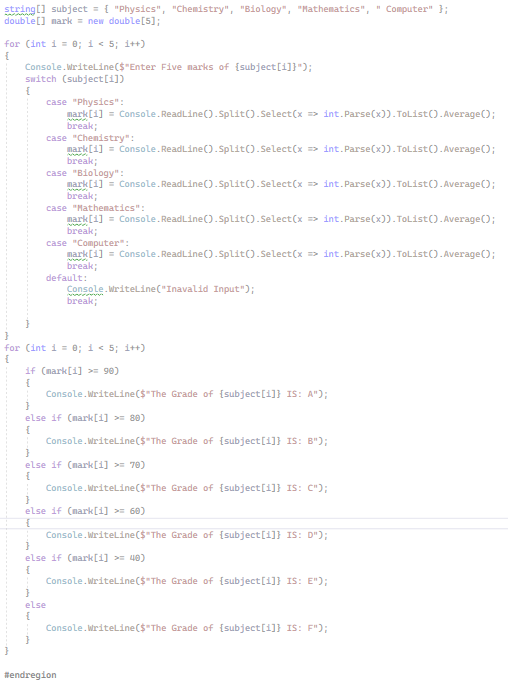 string[] subject = { "Physics", "Chemistry", "Biology", "Mathematics", " Computer" };
double[] mark = new double[5];

for (int i = 0; i < 5; i++)
{
    Console.WriteLine($"Enter Five marks of {subject[i]}");
    switch (subject[i])
    {
        case "Physics":
            mark[i] = Console.ReadLine().Split().Select(x => int.Parse(x)).ToList().Average();
            break;
        case "Chemistry":
            mark[i] = Console.ReadLine().Split().Select(x => int.Parse(x)).ToList().Average();
            break;
        case "Biology":
            mark[i] = Console.ReadLine().Split().Select(x => int.Parse(x)).ToList().Average();
            break;
        case "Mathematics":
            mark[i] = Console.ReadLine().Split().Select(x => int.Parse(x)).ToList().Average();
            break;
        case "Computer":
            mark[i] = Console.ReadLine().Split().Select(x => int.Parse(x)).ToList().Average();
            break;
        default:
            Console.WriteLine("Inavalid Input");
            break;

    }
}
for (int i = 0; i < 5; i++)
{
    if (mark[i] >= 90)
    {
        Console.WriteLine($"The Grade of {subject[i]} IS: A");
    }
    else if (mark[i] >= 80)
    {
        Console.WriteLine($"The Grade of {subject[i]} IS: B");
    }
    else if (mark[i] >= 70)
    {
        Console.WriteLine($"The Grade of {subject[i]} IS: C");
    }
    else if (mark[i] >= 60)
    {
        Console.WriteLine($"The Grade of {subject[i]} IS: D");
    }
    else if (mark[i] >= 40)
    {
        Console.WriteLine($"The Grade of {subject[i]} IS: E");
    }
    else
    {
        Console.WriteLine($"The Grade of {subject[i]} IS: F");
    }
}

#endregion